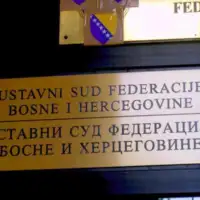 FED
USTAVNI SUD FEDERACIJE
BOSNE I HERCEGOVINE
СТАВНИ СУД ФЕДЕРАЦИ
БОСНЕ И ХЕРЦЕГОВИНЕ